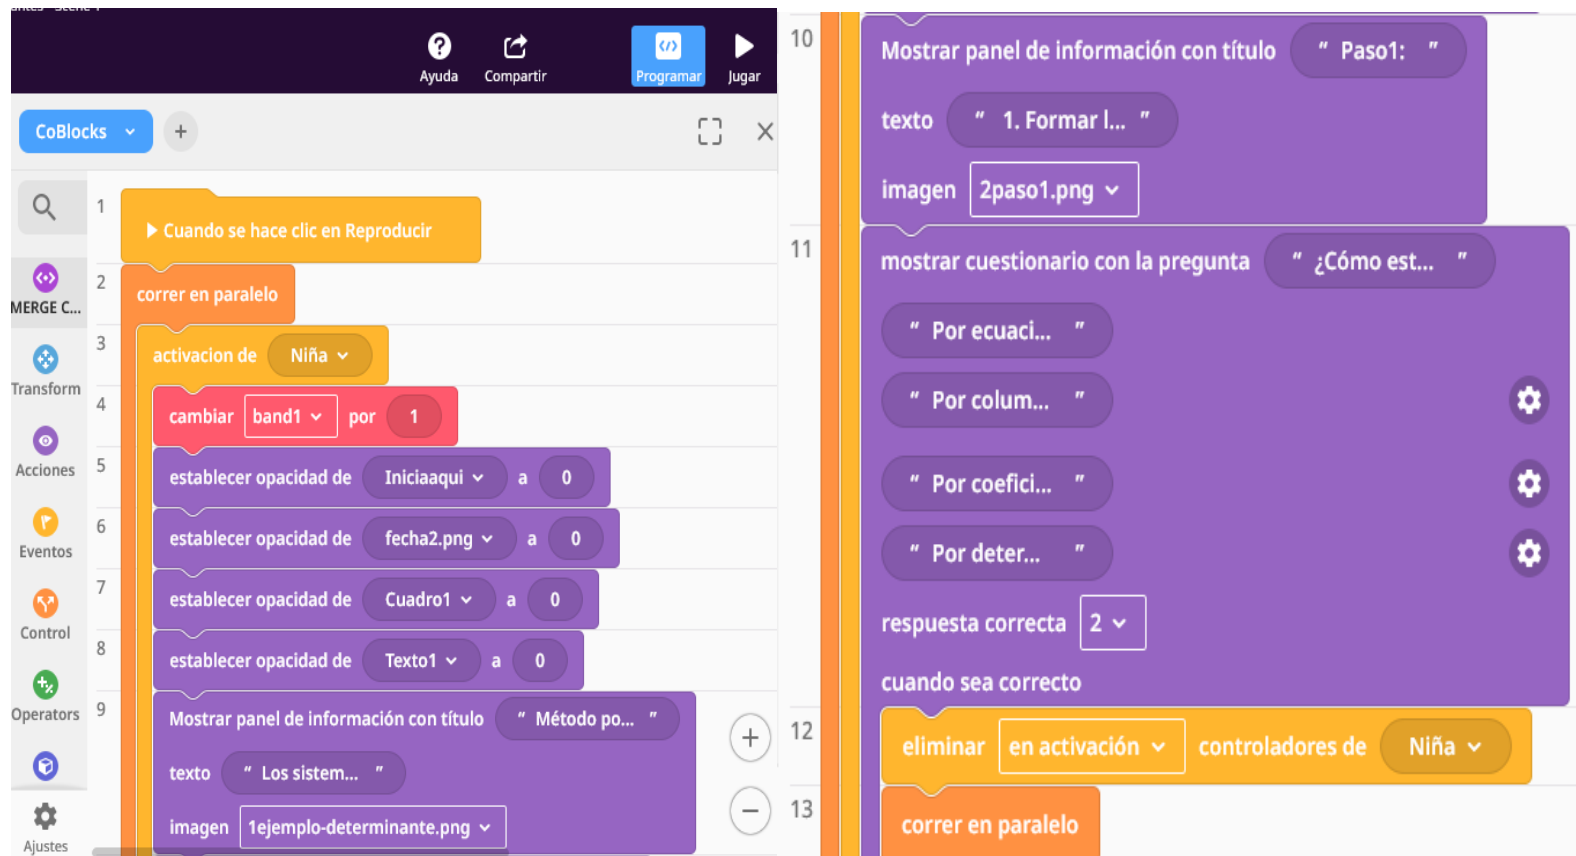 Ayuda
Compartir
Programar
Jugar
CoBlocks
+
MERGE C...
Transform
Acciones
Eventos
Control
Operators
Ajustes
1
▶ Cuando se hace clic en Reproducir
2
correr en paralelo
3
activacion de Niña
4
cambiar band1 por 1
5
establecer opacidad de Iniciaaqui a 0
6
establecer opacidad de fecha2.png a 0
7
establecer opacidad de Cuadro1 a 0
8
establecer opacidad de Texto1 a 0
9
Mostrar panel de información con título “ Método po... ”
texto “ Los sistem... ”
imagen 1ejemplo-determinante.png
10
Mostrar panel de información con título “ Paso1: ”
texto “ 1. Formar l... ”
imagen 2paso1.png
11
mostrar cuestionario con la pregunta “ ¿Cómo est... ”
“ Por ecuaci... ”
“ Por colum... ”
“ Por coefici... ”
“ Por deter... ”
respuesta correcta 2
cuando sea correcto
12
eliminar en activación controladores de Niña
13
correr en paralelo